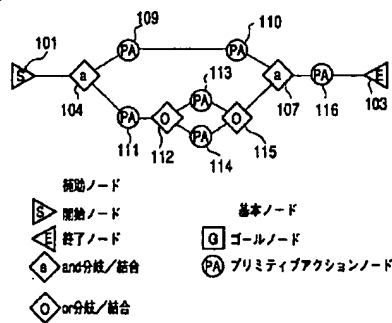 109
110
101
PA
PA
113
S
a
PA
a
PA
E
104
PA
O
O
107
116
103
111
112
PA
115
114
補助ノード
基本ノード
S 開始ノード
G ゴールノード
E 終了ノード
PA プリミティブアクションノード
a and分岐/結合
O or分岐/結合